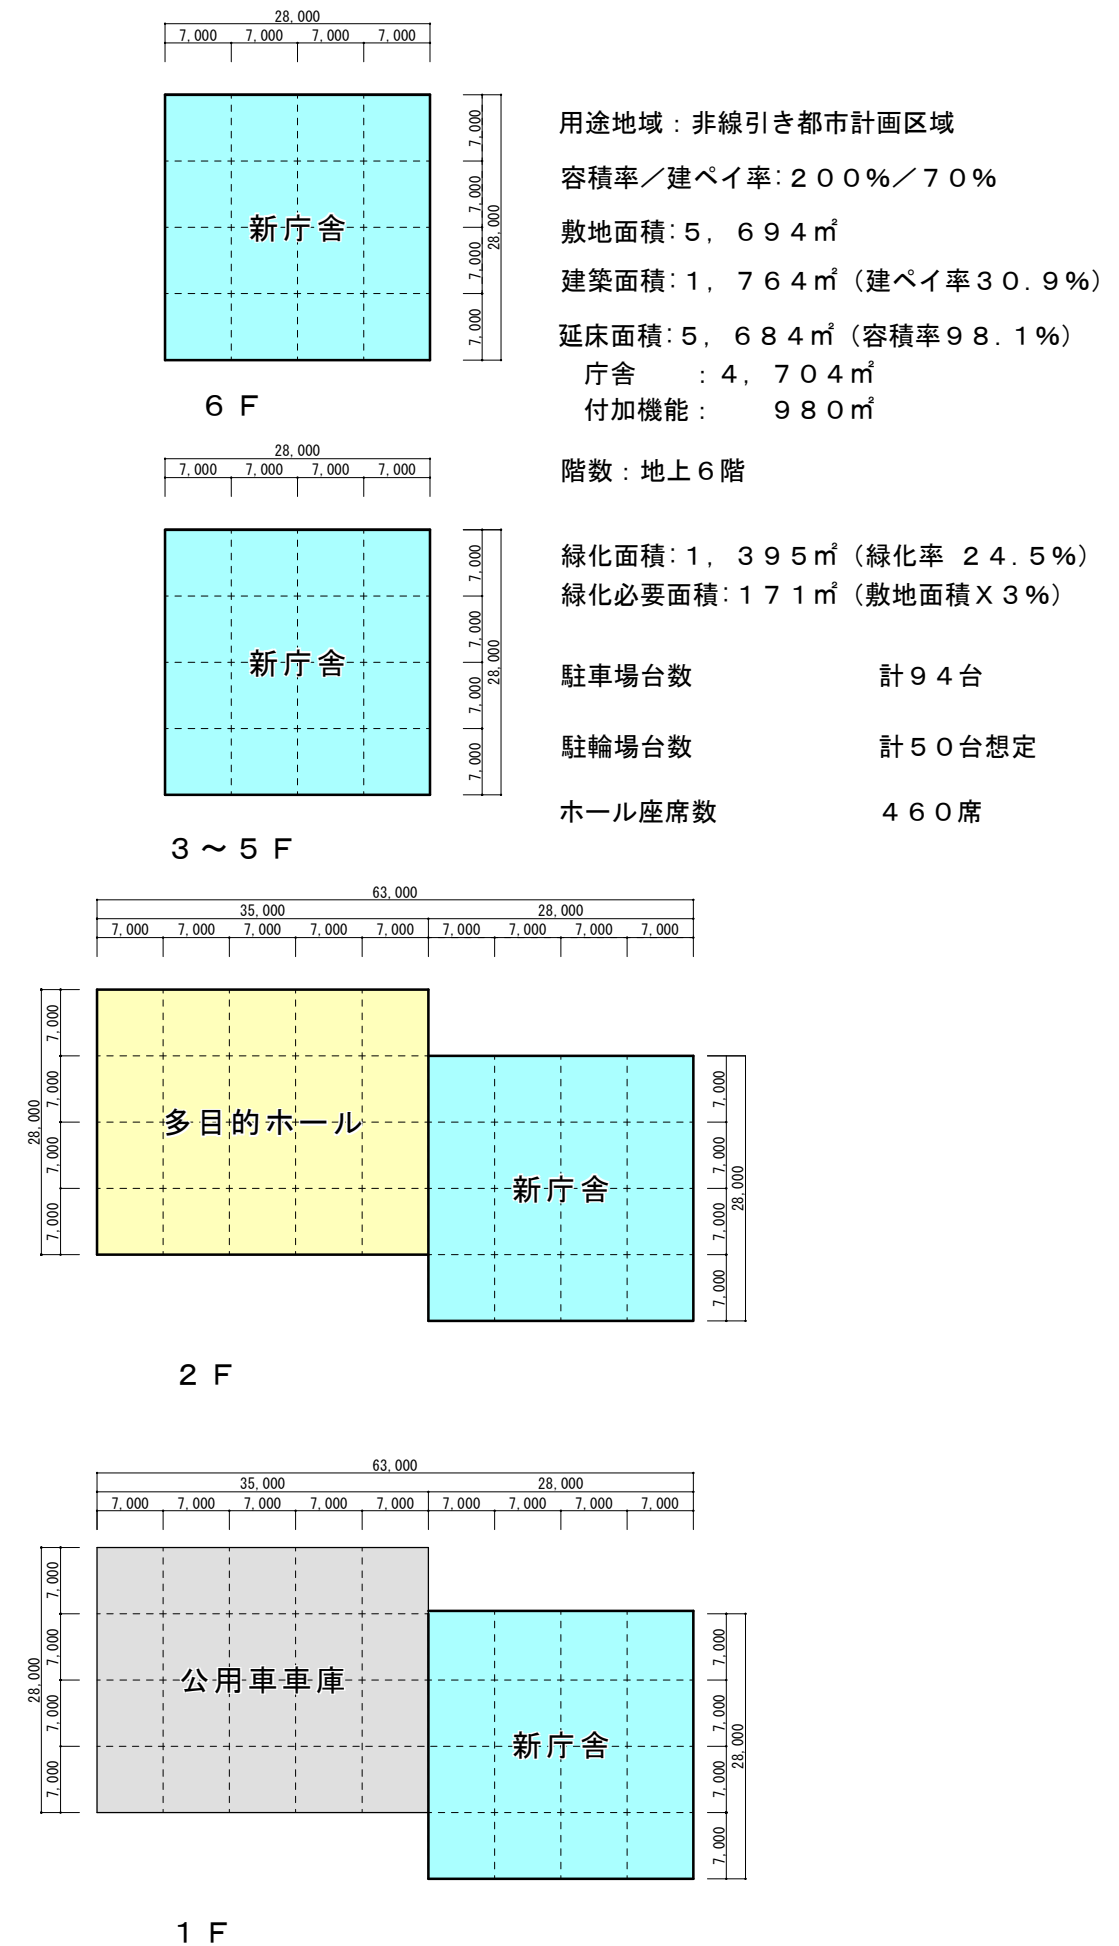 28,000
7,000 7,000 7,000 7,000
新庁舎
7,000
7,000
7,000
7,000
28,000
6F
用途地域：非線引き都市計画区域
容積率／建ペイ率：２００％／７０％
敷地面積：５，６９４㎡
建築面積：１，７６４㎡（建ペイ率３０．９％）
延床面積：５，６８４㎡（容積率９８．１％）
庁舎　　：４，７０４㎡
付加機能：　　９８０㎡
階数：地上６階
緑化面積：１，３９５㎡（緑化率 ２４．５％）
緑化必要面積：１７１㎡（敷地面積Ｘ３％）
駐車場台数　計９４台
駐輪場台数　計５０台想定
ホール座席数　４６０席
28,000
7,000 7,000 7,000 7,000
新庁舎
7,000
7,000
7,000
7,000
28,000
３～５Ｆ
63,000
35,000 28,000
7,000 7,000 7,000 7,000 7,000 7,000 7,000 7,000 7,000
7,000
7,000
7,000
7,000
28,000
多目的ホール
新庁舎
7,000
7,000
7,000
7,000
28,000
２Ｆ
63,000
35,000 28,000
7,000 7,000 7,000 7,000 7,000 7,000 7,000 7,000 7,000
7,000
7,000
7,000
7,000
28,000
公用車車庫
新庁舎
7,000
7,000
7,000
7,000
28,000
１Ｆ